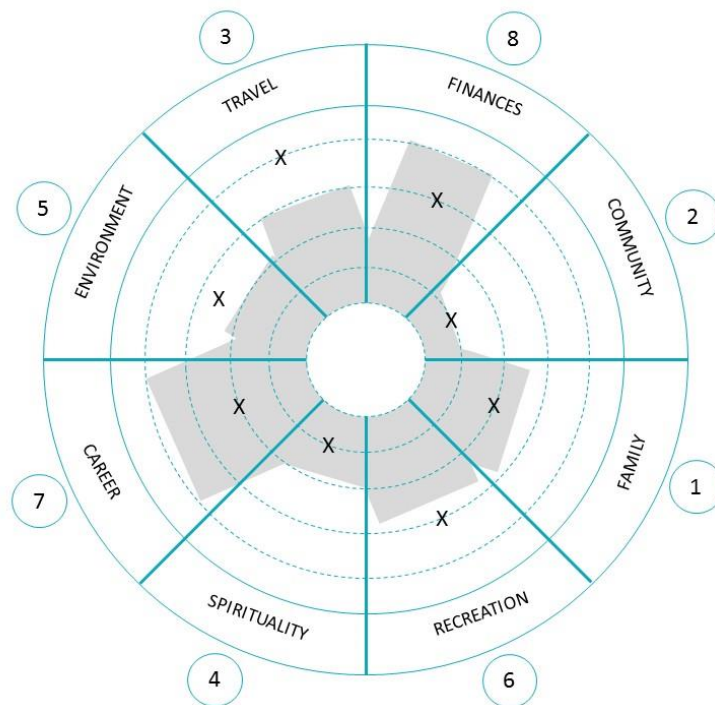 3
8
TRAVEL
FINANCES
5
2
ENVIRONMENT
COMMUNITY
X
X
X
X
X
X
X
X
CAREER
FAMILY
7
1
SPIRITUALITY
RECREATION
4
6